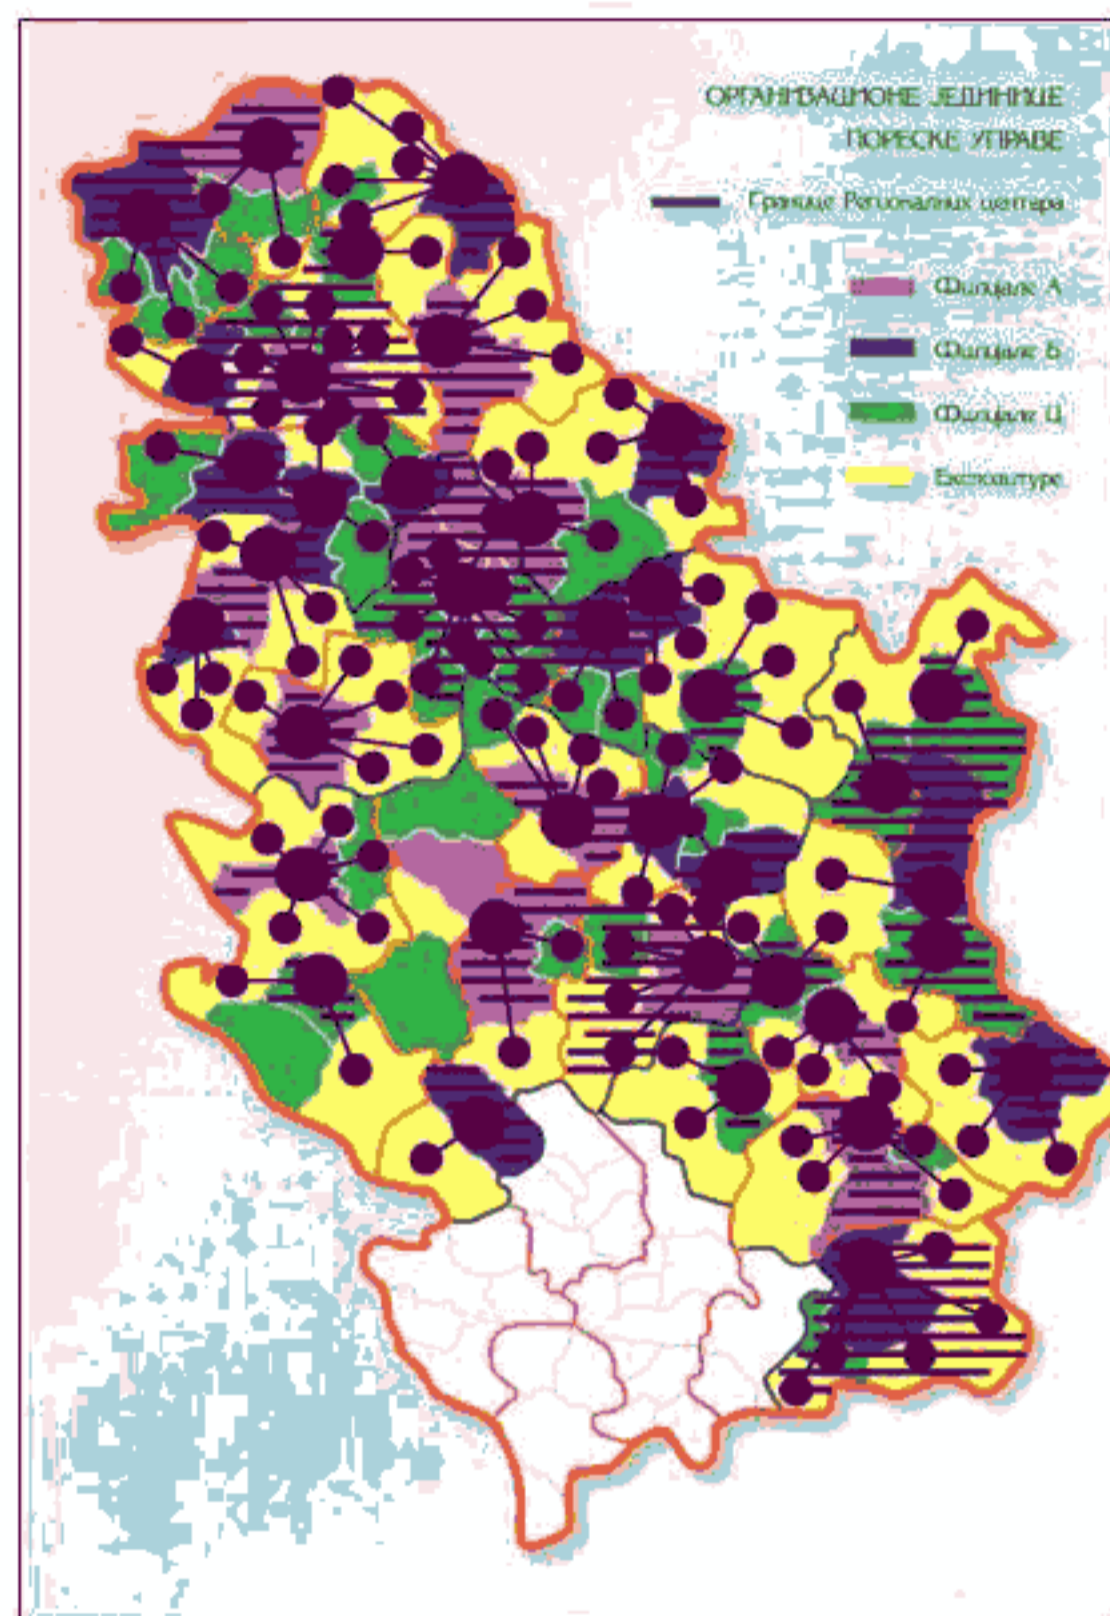 ОРГАНИЗАЦИОНЕ ЈЕДИНИЦЕ
ПОРЕСКЕ УПРАВЕ
Границе Регионалних центара
Филијале А
Филијале Б
Филијале Ц
Експозитуре